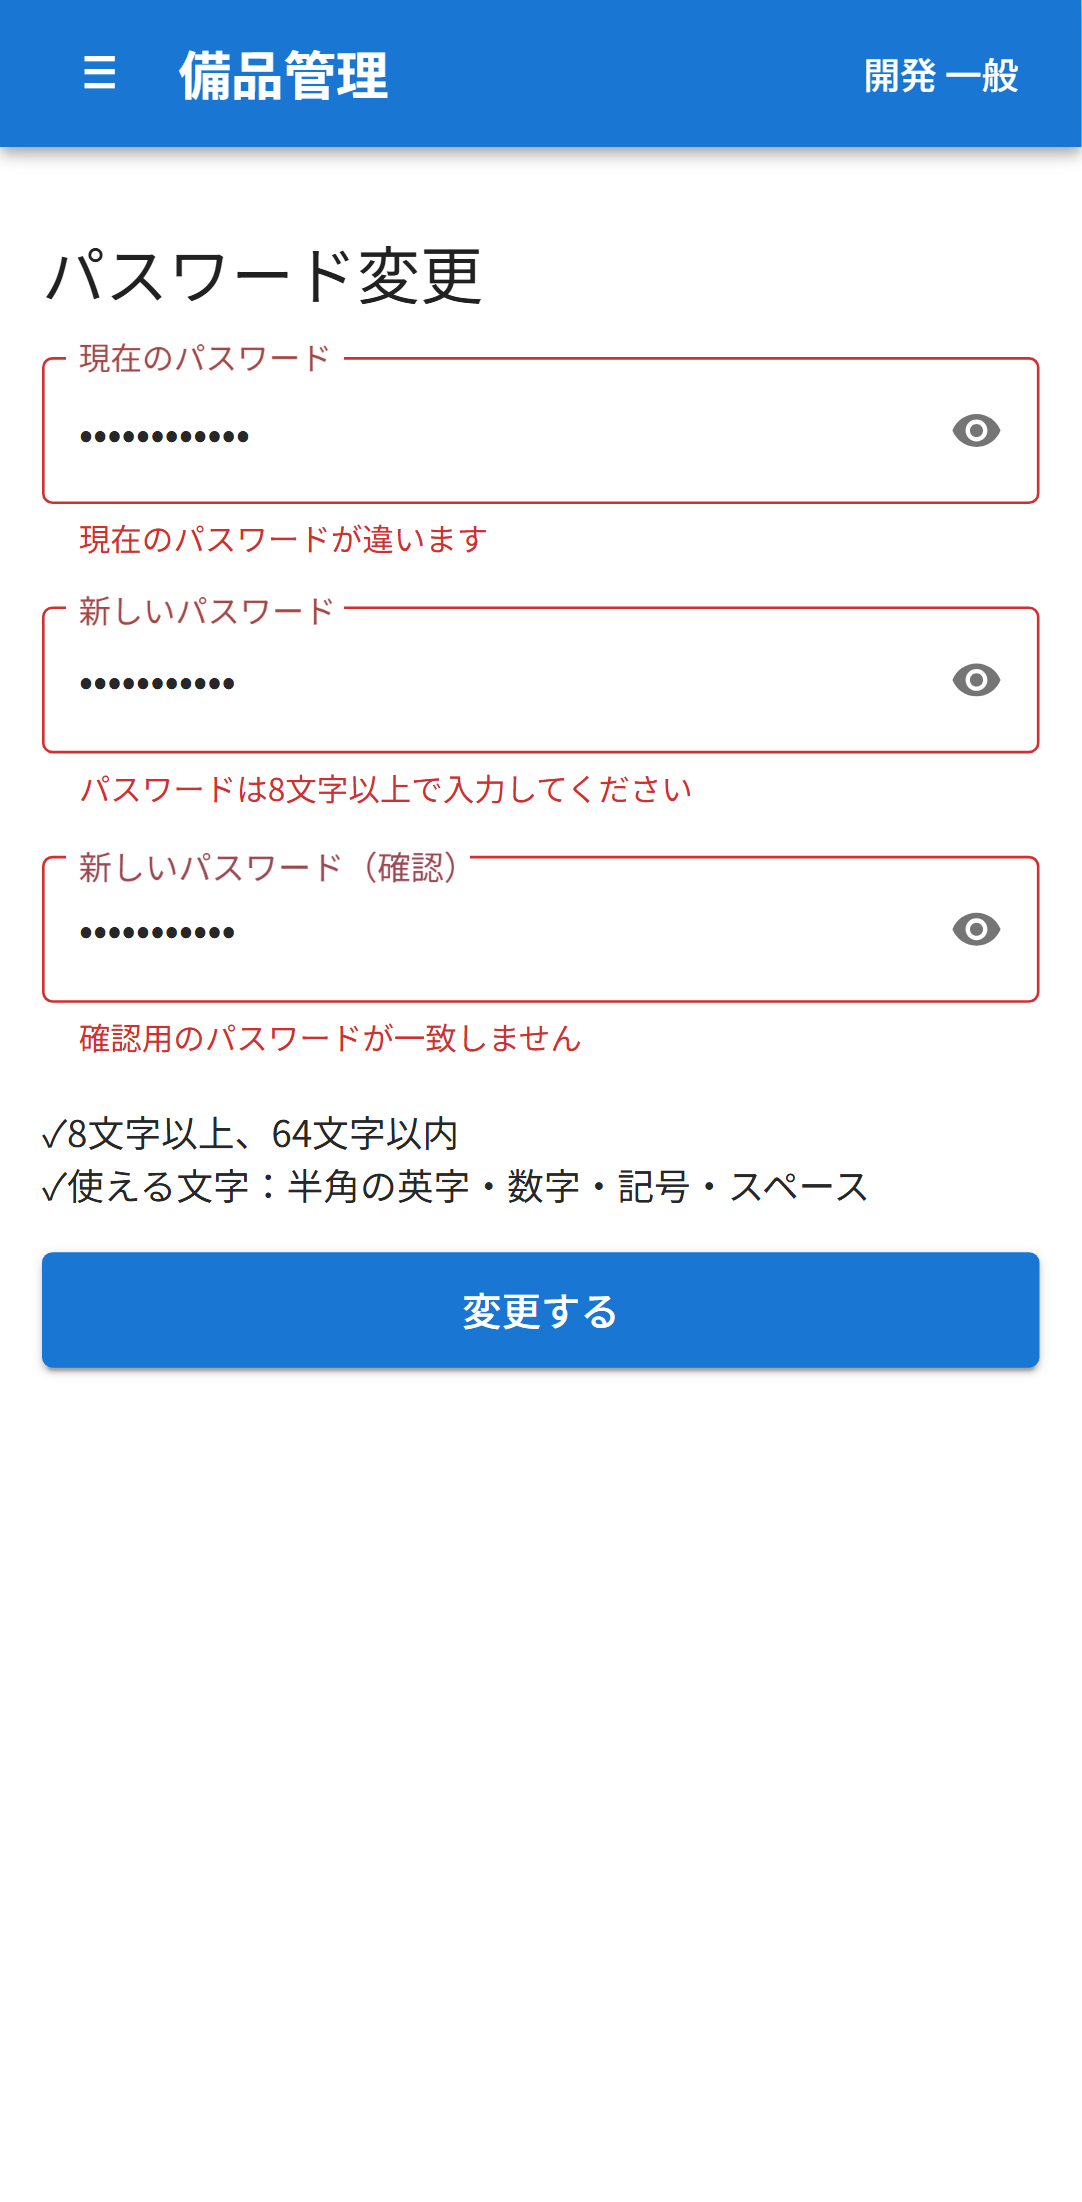 備品管理
開発 一般
パスワード変更
現在のパスワード
••••••••••••
現在のパスワードが違います
新しいパスワード
•••••••••••
パスワードは8文字以上で入力してください
新しいパスワード（確認）
•••••••••••
確認用のパスワードが一致しません
✓8文字以上、64文字以内
✓使える文字：半角の英字・数字・記号・スペース
変更する